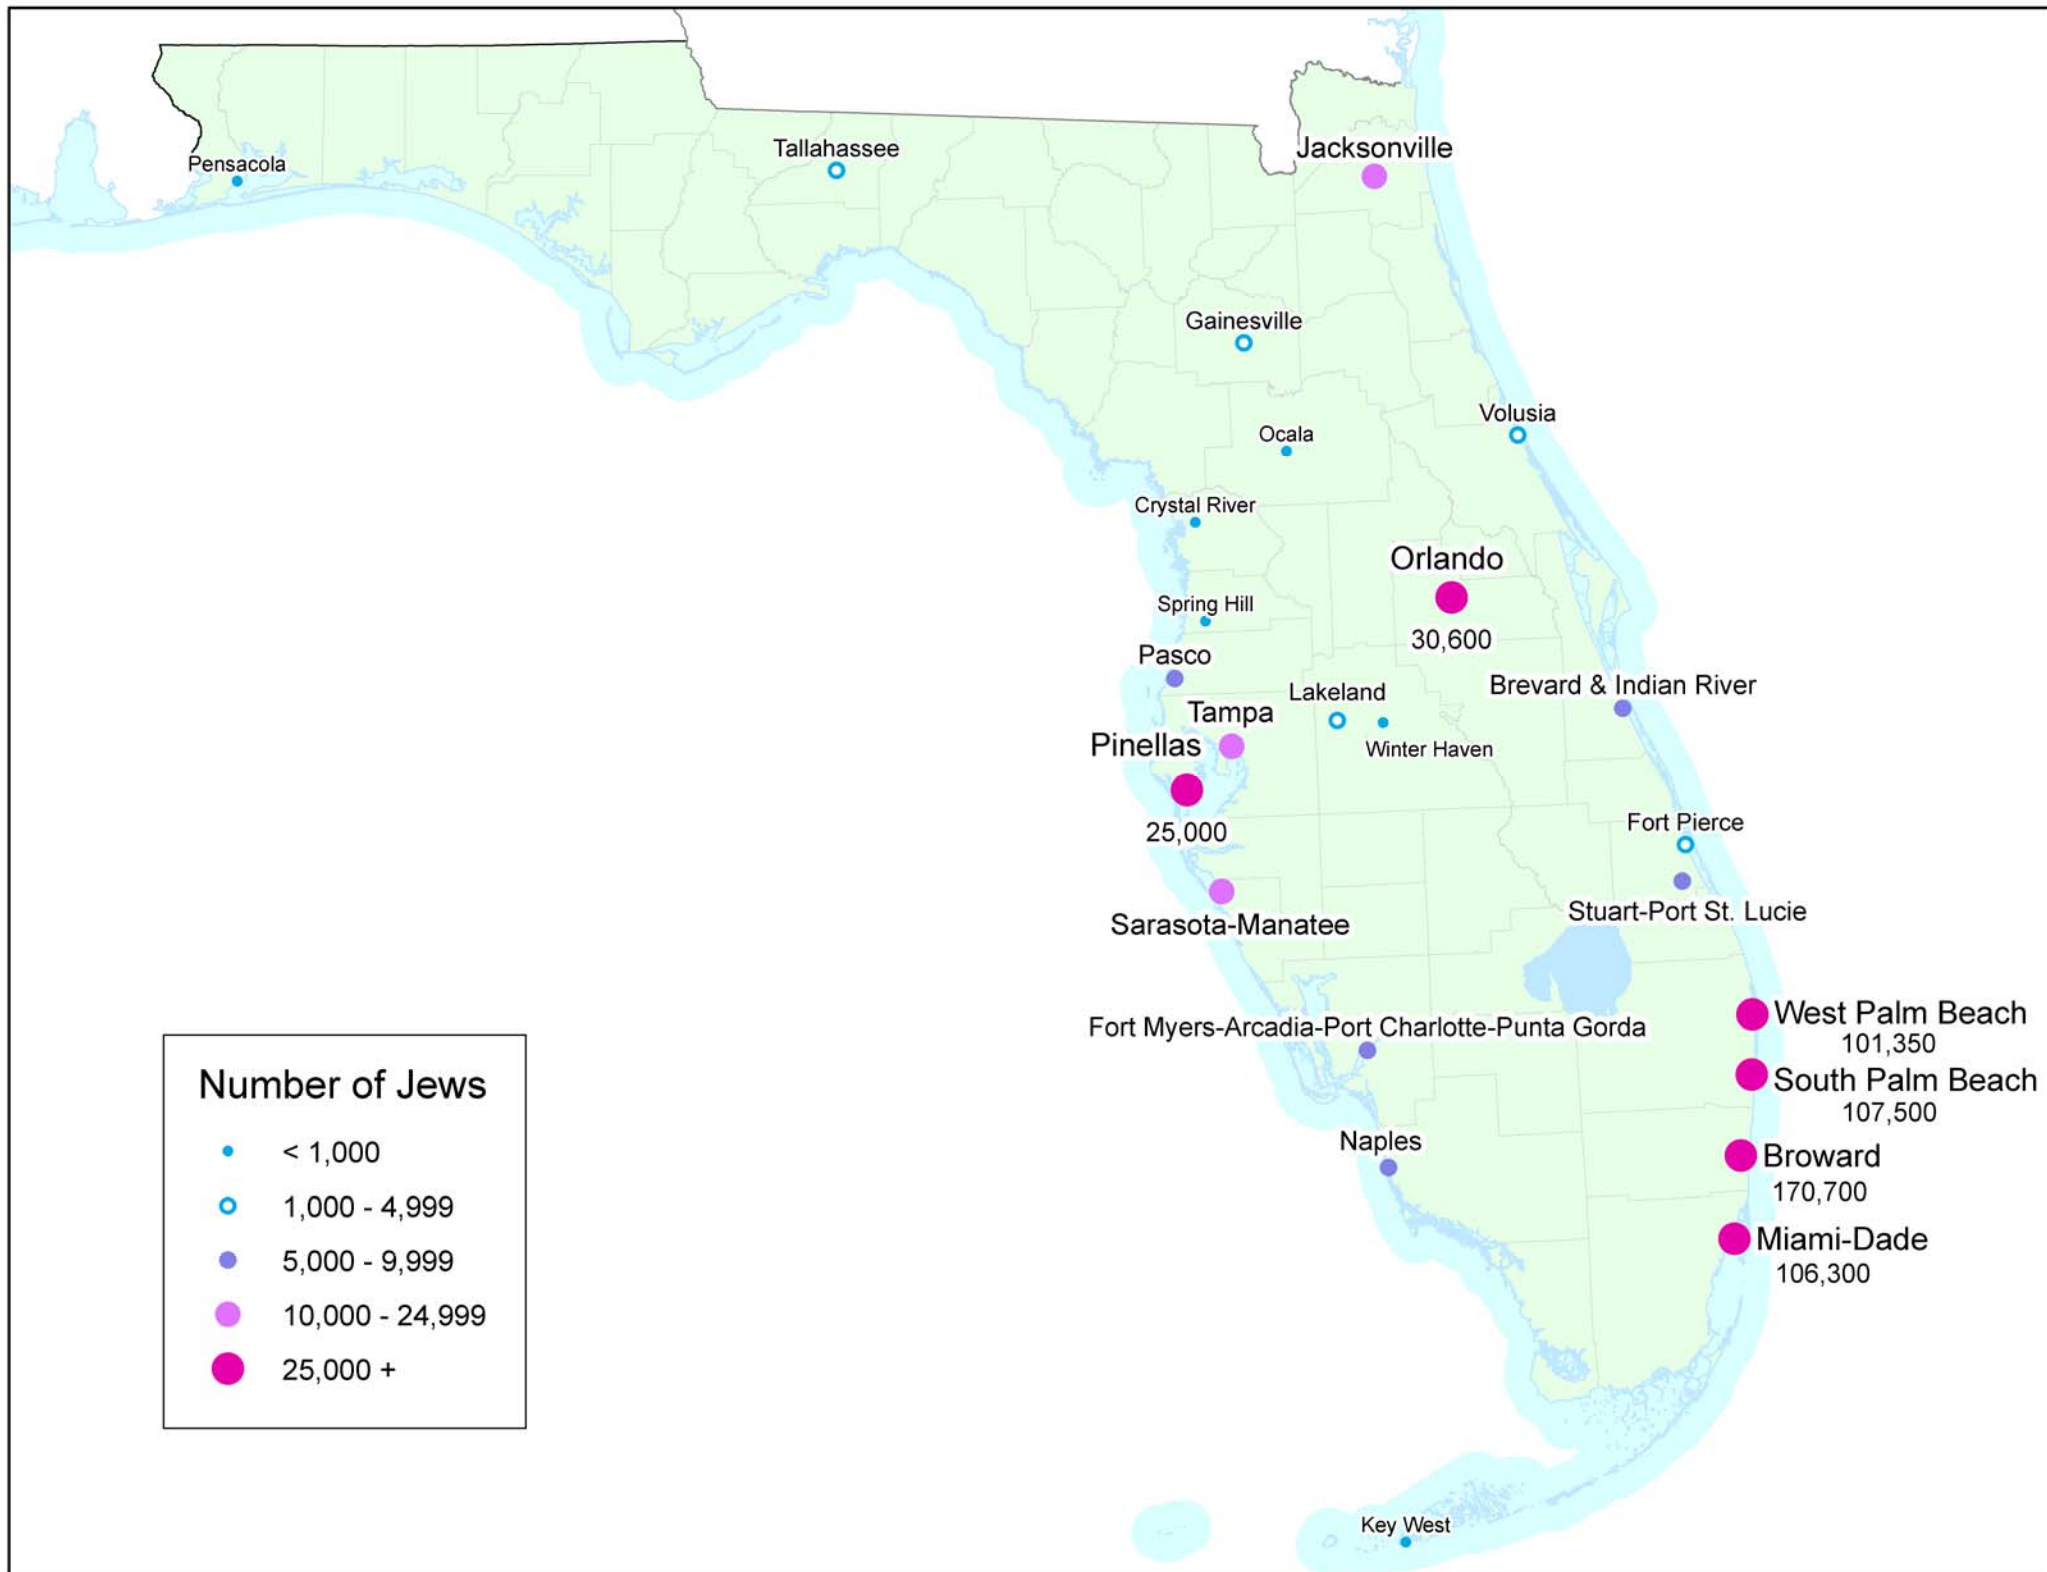 Pensacola
Tallahassee
Jacksonville
Gainesville
Volusia
Ocala
Crystal River
Orlando
30,600
Spring Hill
Pasco
Brevard & Indian River
Lakeland
Tampa
Winter Haven
Pinellas
25,000
Fort Pierce
Stuart-Port St. Lucie
Sarasota-Manatee
West Palm Beach
101,350
Fort Myers-Arcadia-Port Charlotte-Punta Gorda
South Palm Beach
107,500
Naples
Broward
170,700
Miami-Dade
106,300
Key West
Number of Jews
< 1,000
1,000 - 4,999
5,000 - 9,999
10,000 - 24,999
25,000 +